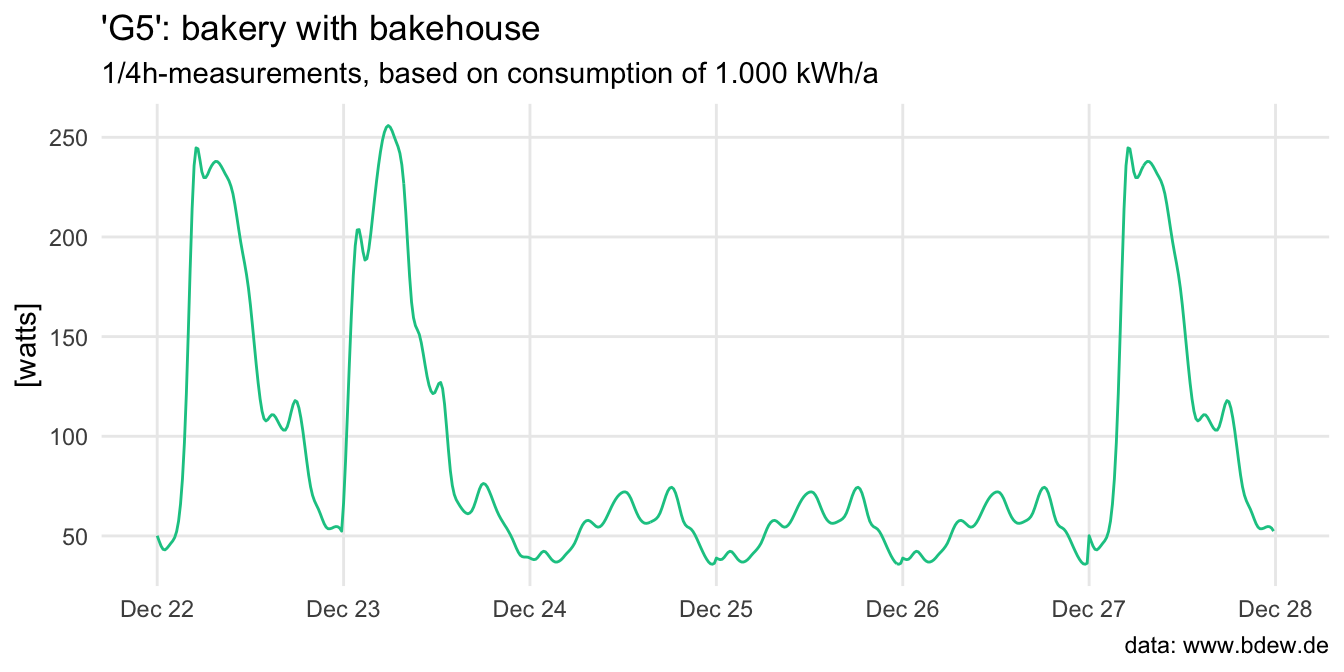 'G5': bakery with bakehouse
1/4h-measurements, based on consumption of 1.000 kWh/a
[watts]
250
200
150
100
50
Dec 22 Dec 23 Dec 24 Dec 25 Dec 26 Dec 27 Dec 28
data: www.bdew.de